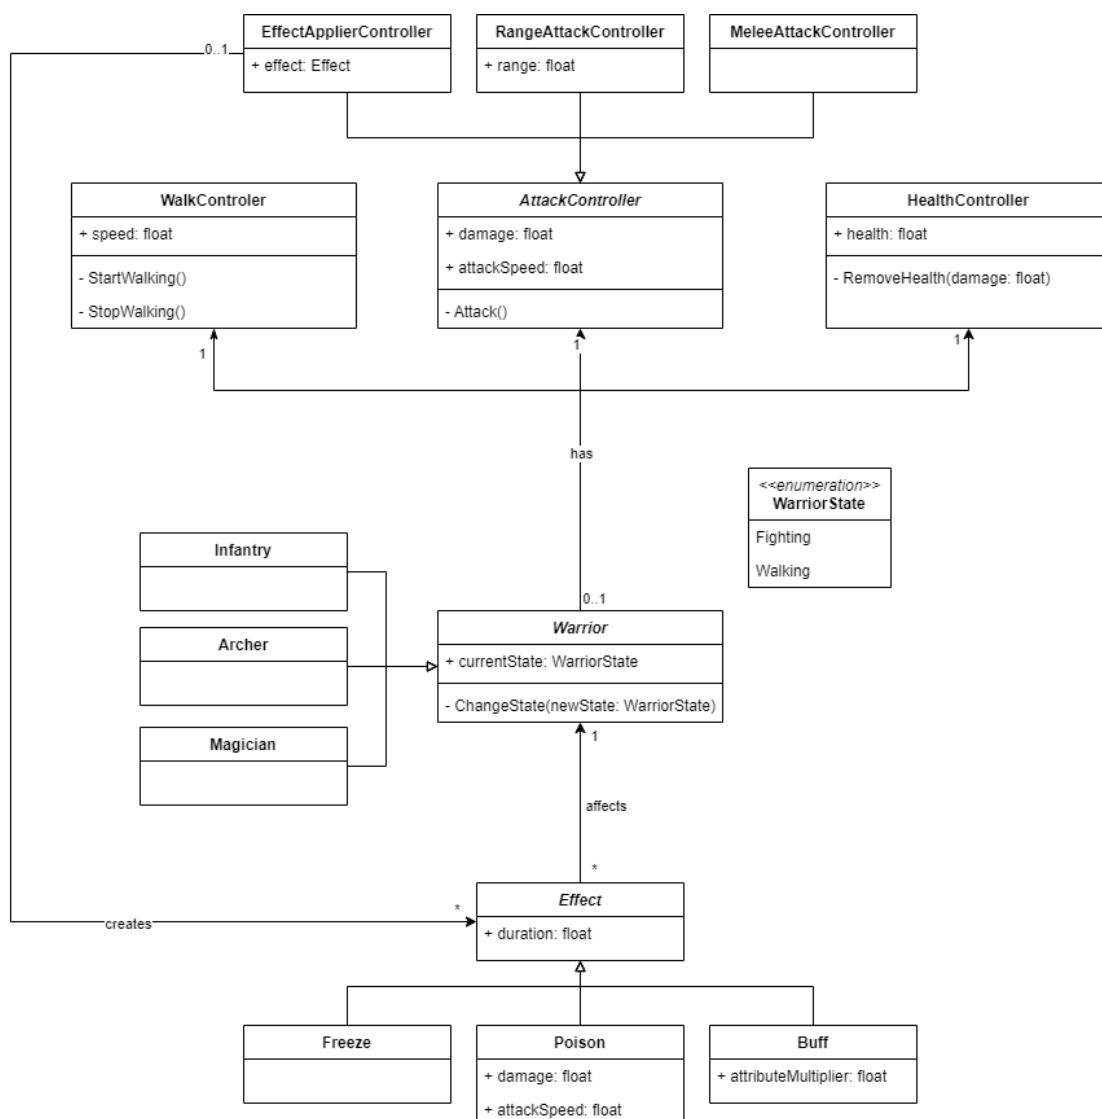 EffectApplierController
+ effect: Effect
RangeAttackController
+ range: float
MeleeAttackController
0..1
WalkControler
+ speed: float
- StartWalking()
- StopWalking()
AttackController
+ damage: float
+ attackSpeed: float
- Attack()
HealthController
+ health: float
- RemoveHealth(damage: float)
1
1
1
has
<<enumeration>>
WarriorState
Fighting
Walking
Infantry
Archer
Magician
0..1
Warrior
+ currentState: WarriorState
- ChangeState(newState: WarriorState)
1
affects
*
creates
*
Effect
+ duration: float
Freeze
Poison
+ damage: float
+ attackSpeed: float
Buff
+ attributeMultiplier: float